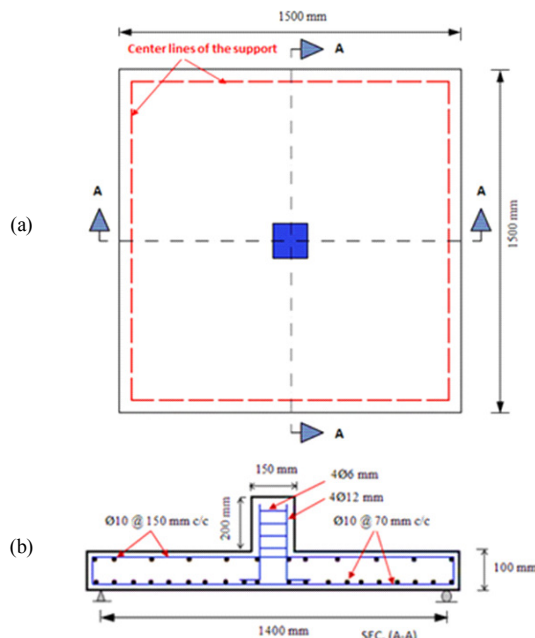 1500 mm
A
Center lines of the support
A
A
(a)
1500 mm
A
150 mm
4Ø6 mm
4Ø12 mm
Ø10 @ 150 mm c/c
200 mm
Ø10 @ 70 mm c/c
(b)
100 mm
1400 mm
SEC. (A-A)